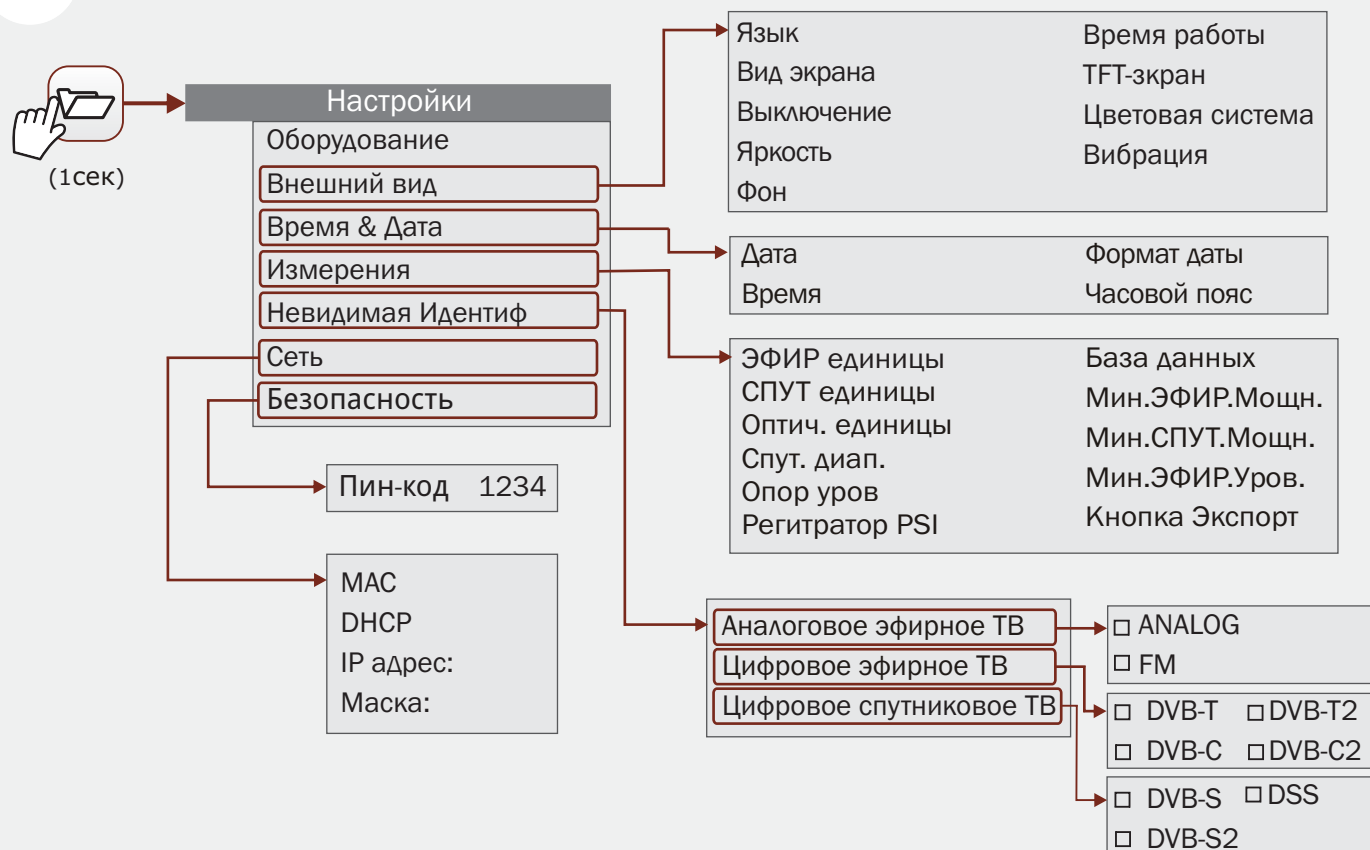 (1сек)
Настройки
Оборудование
Внешний вид
Время & Дата
Измерения
Невидимая Идентиф
Сеть
Безопасность
Язык
Вид экрана
Выключение
Яркость
Фон
Время работы
TFT-зкран
Цветовая система
Вибрация
Дата
Время
Формат даты
Часовой пояс
ЭФИР единицы
СПУТ единицы
Оптич. единицы
Спут. диап.
Опор уров
Регитратор PSI
База данных
Мин.ЭФИР.Мощн.
Мин.СПУТ.Мощн.
Мин.ЭФИР.Уров.
Кнопка Экспорт
Пин-код 1234
MAC
DHCP
IP адрес:
Маска:
Аналоговое эфирное ТВ
Цифровое эфирное ТВ
Цифровое спутниковое ТВ
ANALOG
FM
DVB-T DVB-T2
DVB-C DVB-C2
DVB-S DSS
DVB-S2